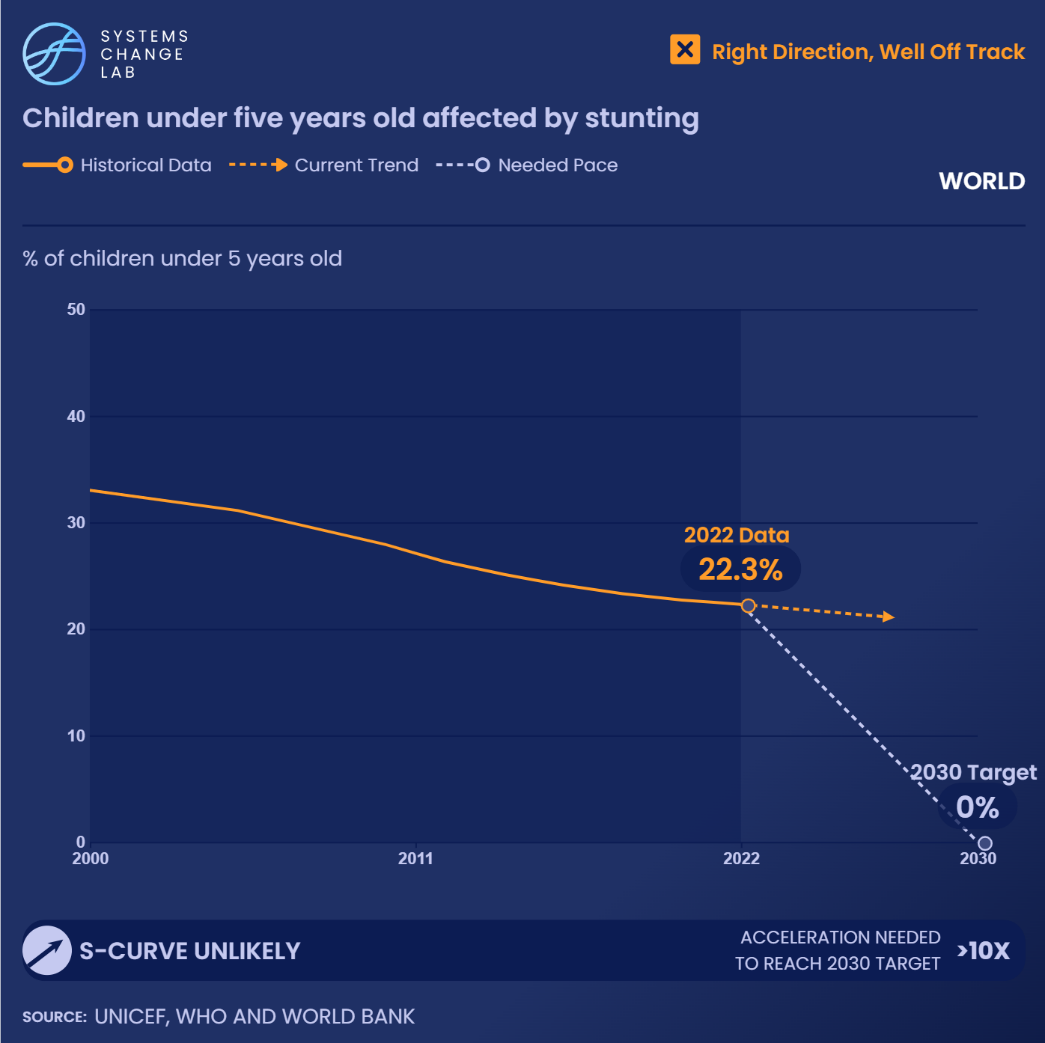 SYSTEMS
CHANGE
LAB
Right Direction, Well Off Track
Children under five years old affected by stunting
Historical Data
Current Trend
Needed Pace
WORLD
% of children under 5 years old
50
40
30
2022 Data
22.3%
20
10
2030 Target
0%
0
2000
2011
2022
2030
S-CURVE UNLIKELY
ACCELERATION NEEDED
TO REACH 2030 TARGET
>10X
SOURCE: UNICEF, WHO AND WORLD BANK